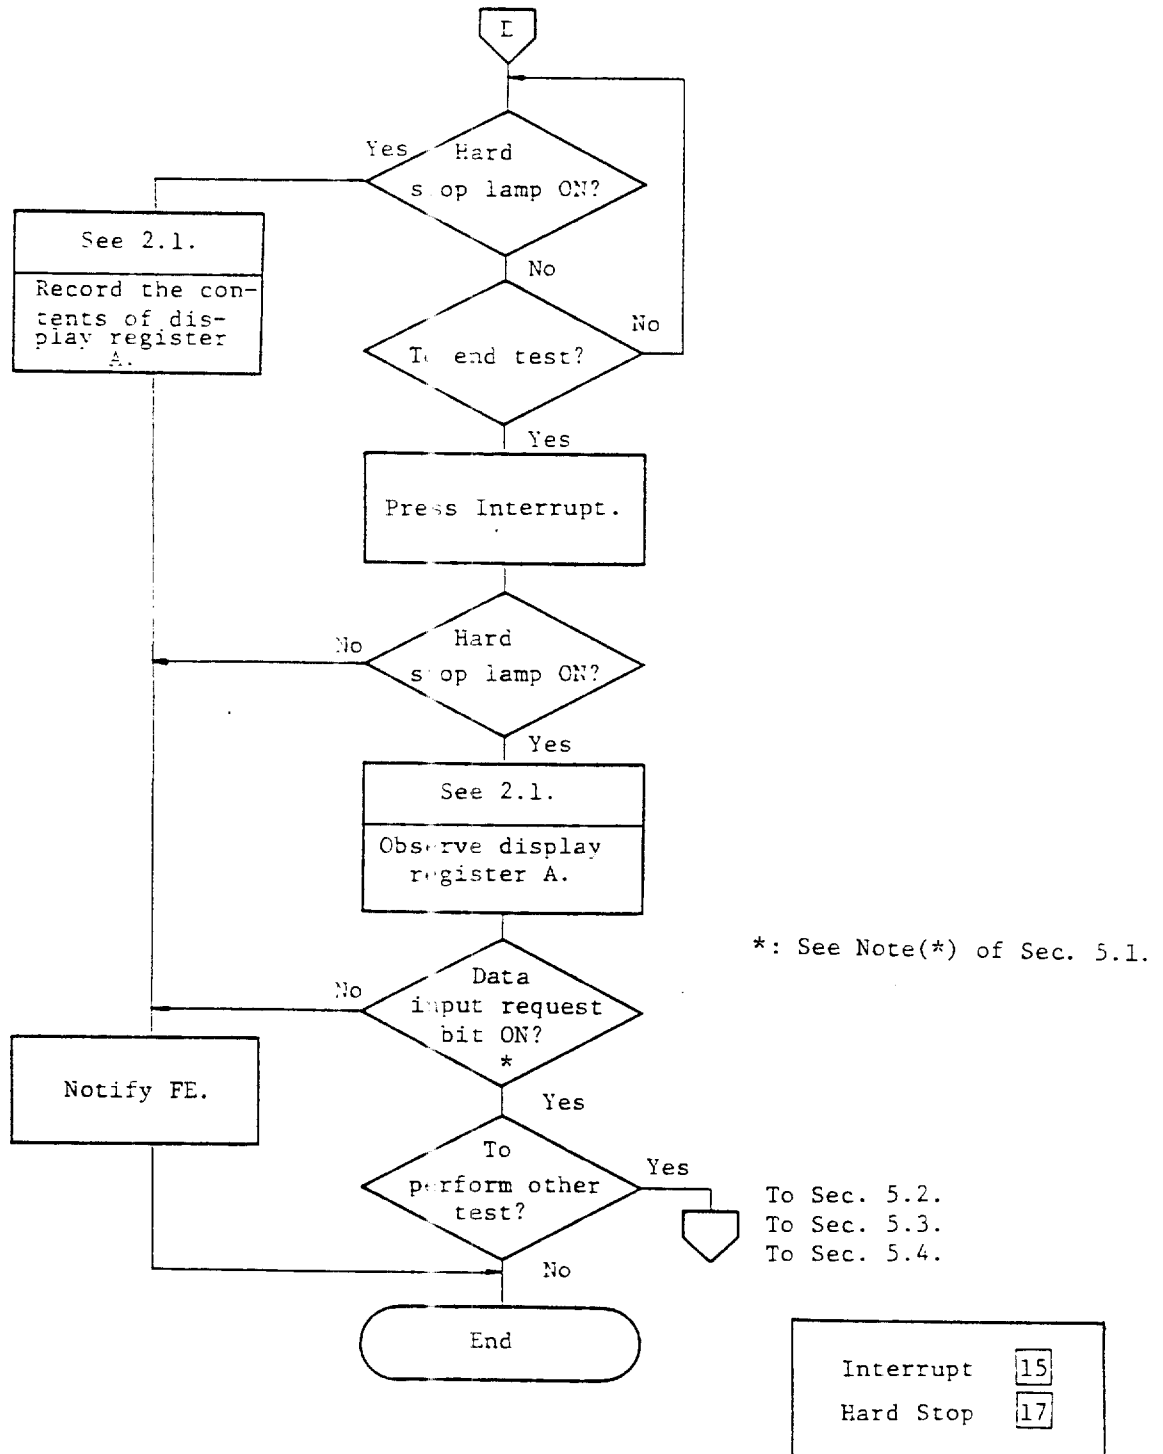 Yes
Hard
stop lamp ON?
See 2.1.
Record the con-
tents of dis-
play register
A.
No
To end test?
No
Yes
Press Interrupt.
Hard
stop lamp ON?
No
Yes
See 2.1.
Observe display
register A.
*: See Note(*) of Sec. 5.1.
Data
input request
bit ON?
*
No
Notify FE.
Yes
To
perform other
test?
Yes
To Sec. 5.2.
To Sec. 5.3.
To Sec. 5.4.
No
End
Interrupt 15
Hard Stop 17